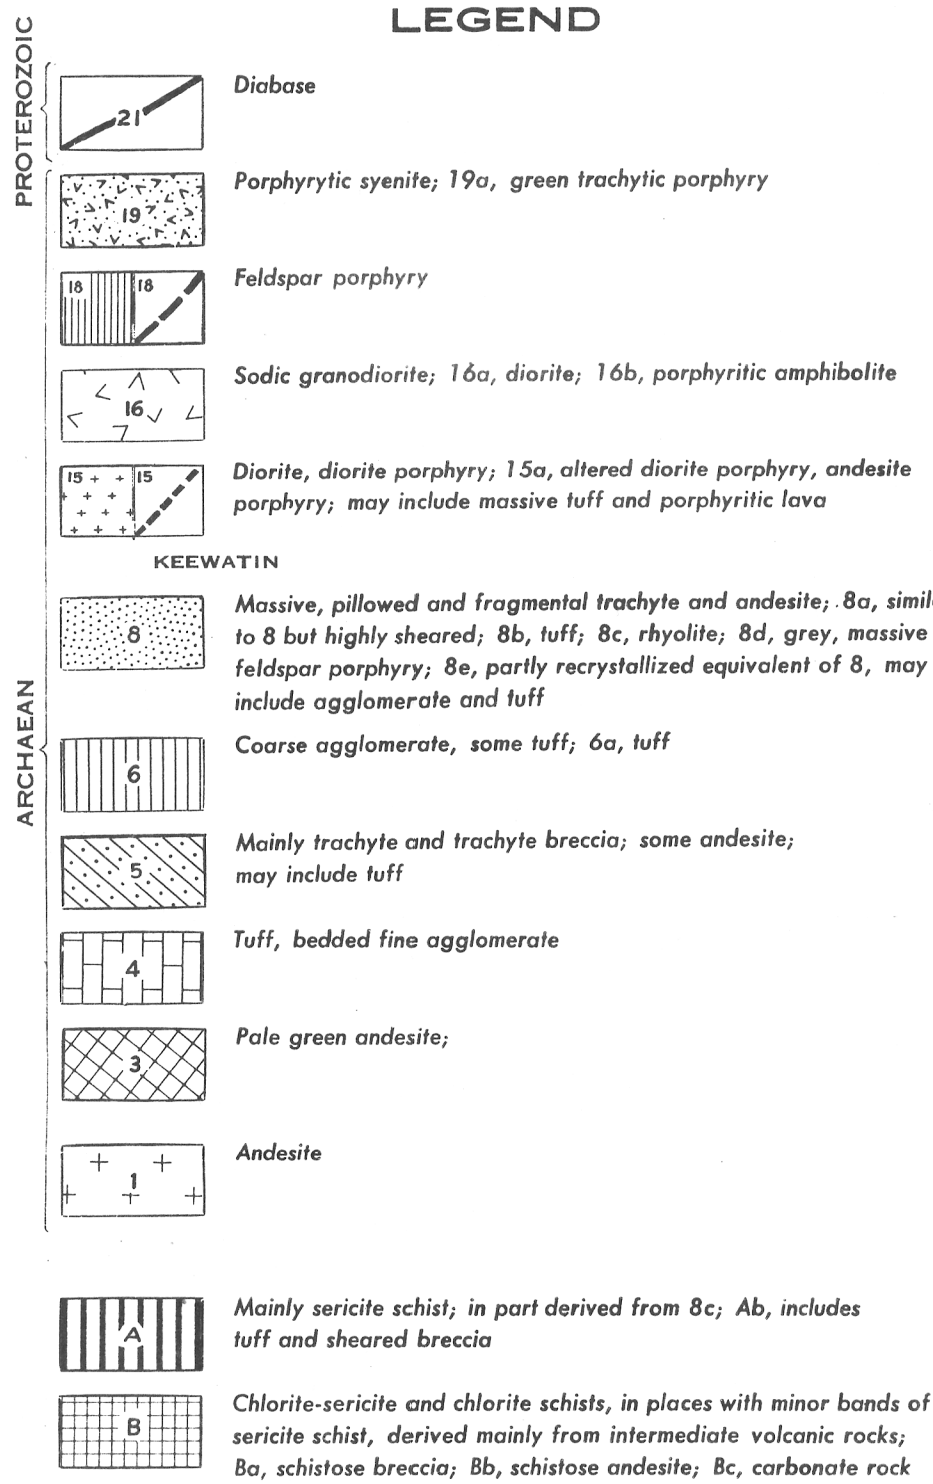 LEGEND
PROTEROZOIC
21
Diabase
19
Porphyrytic syenite; 19a, green trachytic porphyry
18 18
Feldspar porphyry
16
Sodic granodiorite; 16a, diorite; 16b, porphyritic amphibolite
15 15
Diorite, diorite porphyry; 15a, altered diorite porphyry, andesite
porphyry; may include massive tuff and porphyritic lava
KEEWATIN
ARCHAEAN
8
Massive, pillowed and fragmental trachyte and andesite; 8a, simil
to 8 but highly sheared; 8b, tuff; 8c, rhyolite; 8d, grey, massive
feldspar porphyry; 8e, partly recrystallized equivalent of 8, may
include agglomerate and tuff
6
Coarse agglomerate, some tuff; 6a, tuff
5
Mainly trachyte and trachyte breccia; some andesite;
may include tuff
4
Tuff, bedded fine agglomerate
3
Pale green andesite;
1
Andesite
A
Mainly sericite schist; in part derived from 8c; Ab, includes
tuff and sheared breccia
B
Chlorite-sericite and chlorite schists, in places with minor bands of
sericite schist, derived mainly from intermediate volcanic rocks;
Ba, schistose breccia; Bb, schistose andesite; Bc, carbonate rock